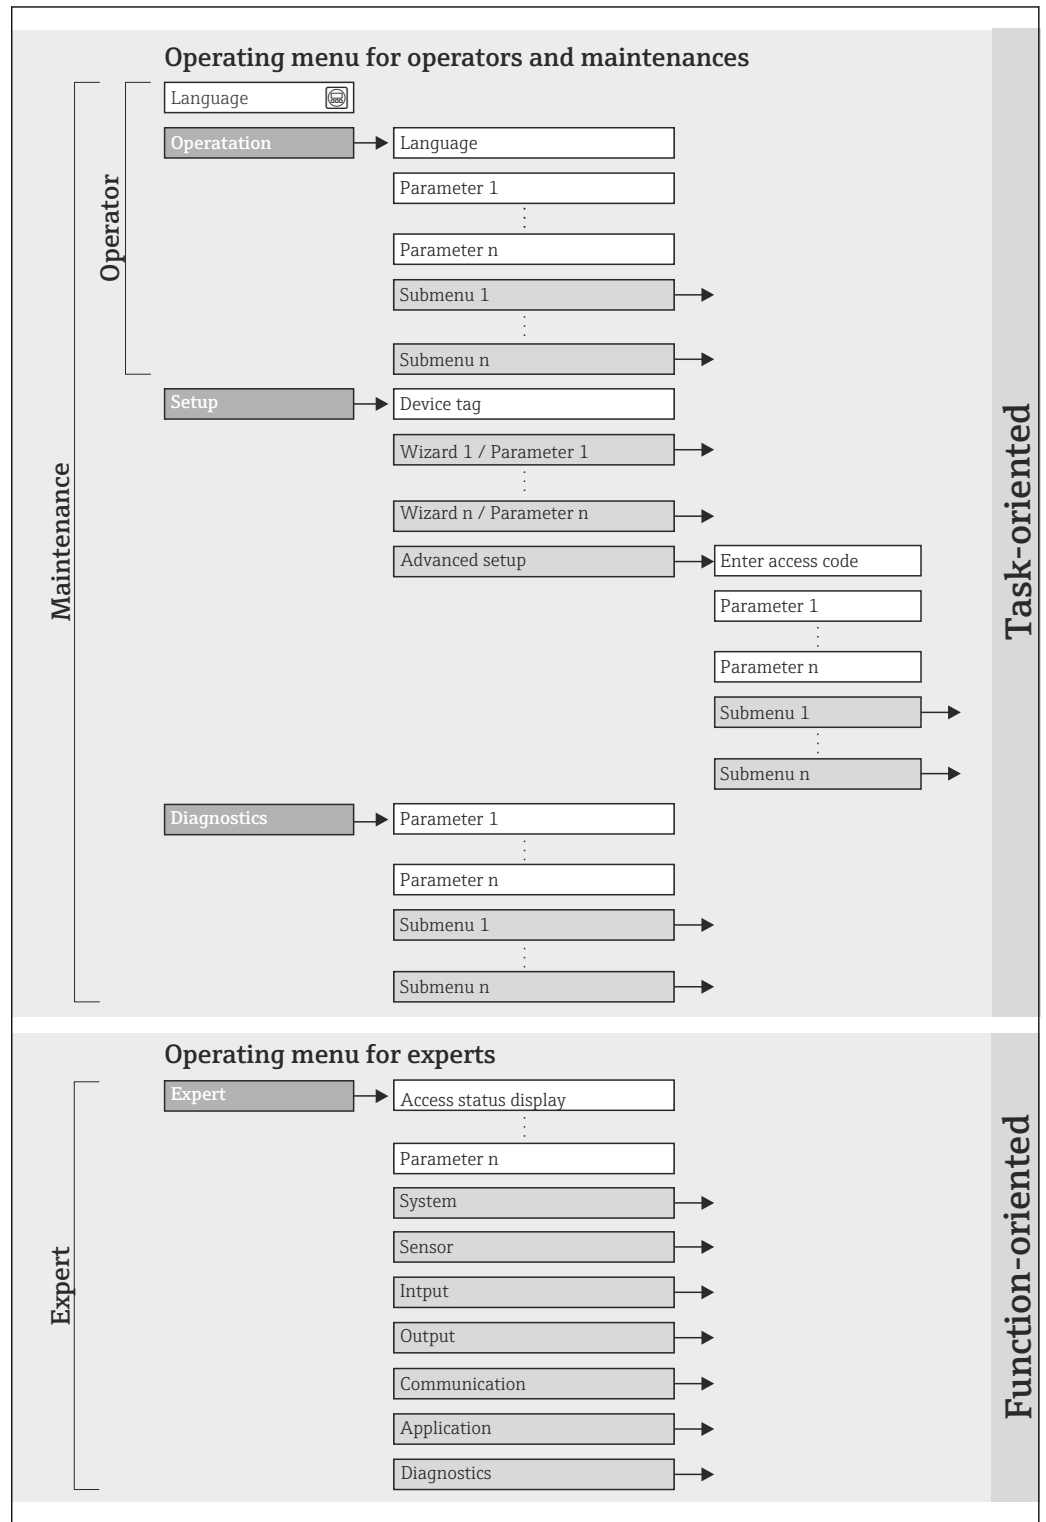 Operating menu for operators and maintenances
Language
Operatation
Language
Parameter 1
Parameter n
Submenu 1
Submenu n
Operator
Setup
Device tag
Wizard 1 / Parameter 1
Wizard n / Parameter n
Advanced setup
Enter access code
Parameter 1
Parameter n
Submenu 1
Submenu n
Maintenance
Task-oriented
Diagnostics
Parameter 1
Parameter n
Submenu 1
Submenu n
Operating menu for experts
Expert
Access status display
Parameter n
System
Sensor
Intput
Output
Communication
Application
Diagnostics
Expert
Function-oriented